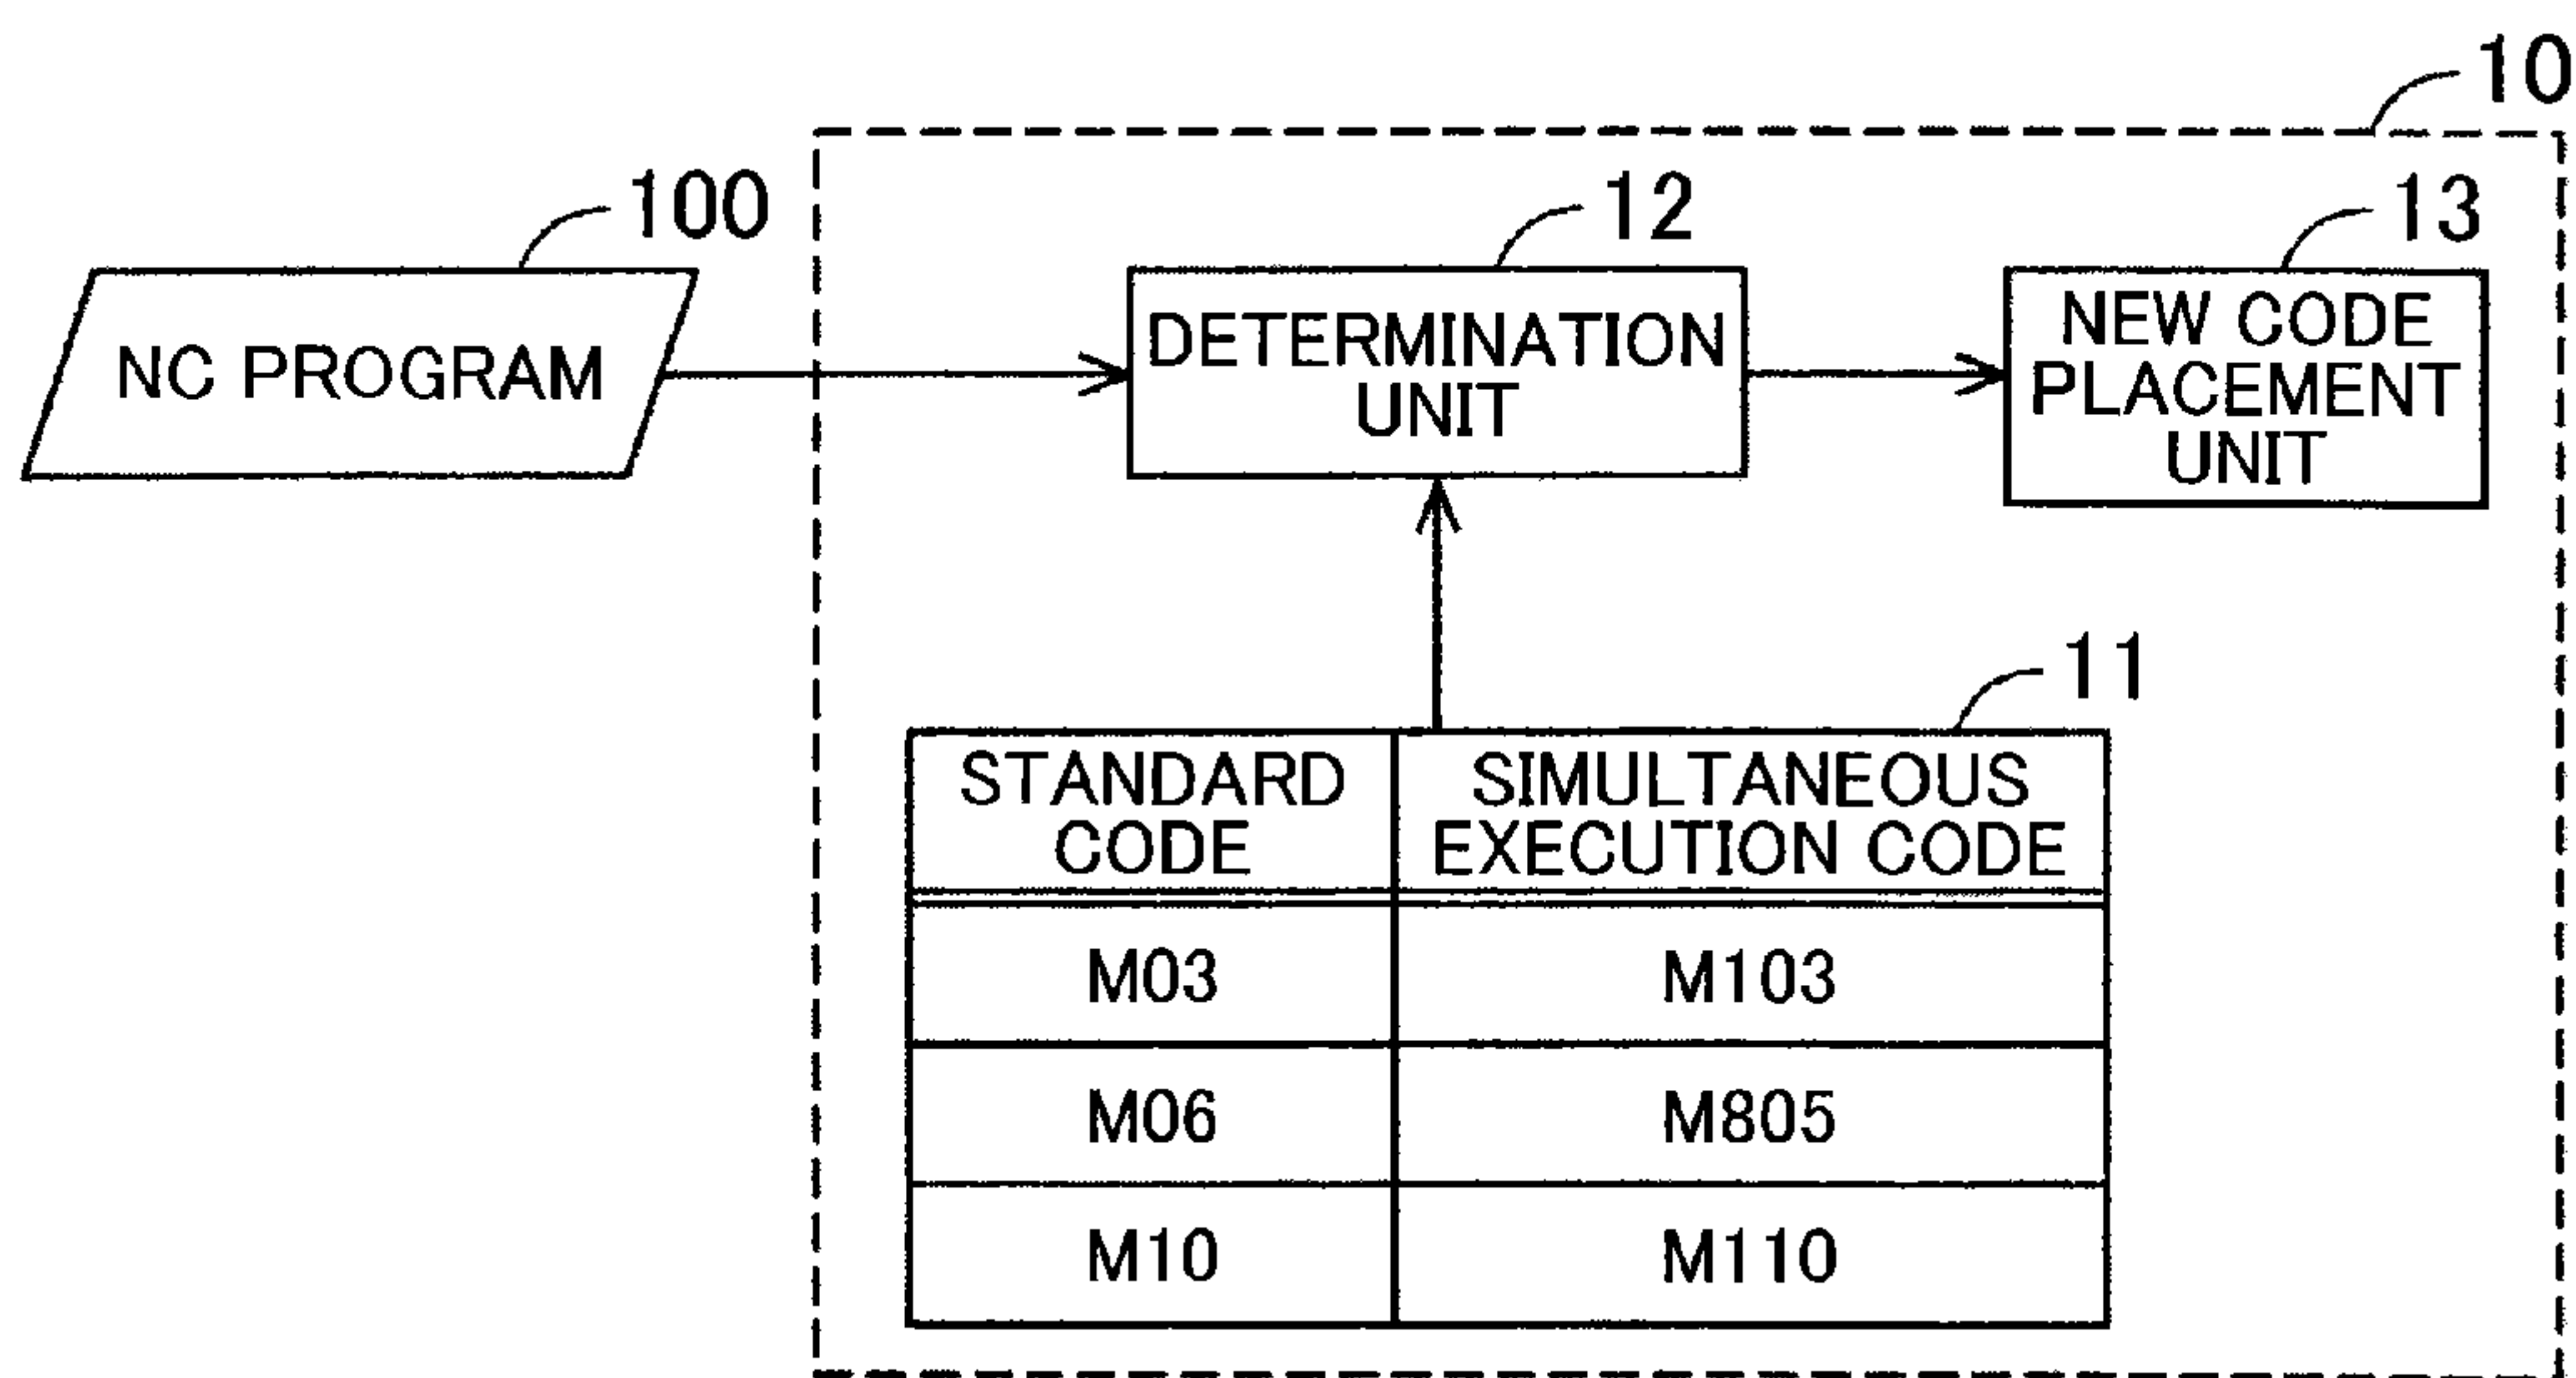 10
100
12
13
NC PROGRAM
DETERMINATION
UNIT
NEW CODE
PLACEMENT
UNIT
11
STANDARD
CODE
SIMULTANEOUS
EXECUTION CODE
M03
M103
M06
M805
M10
M110